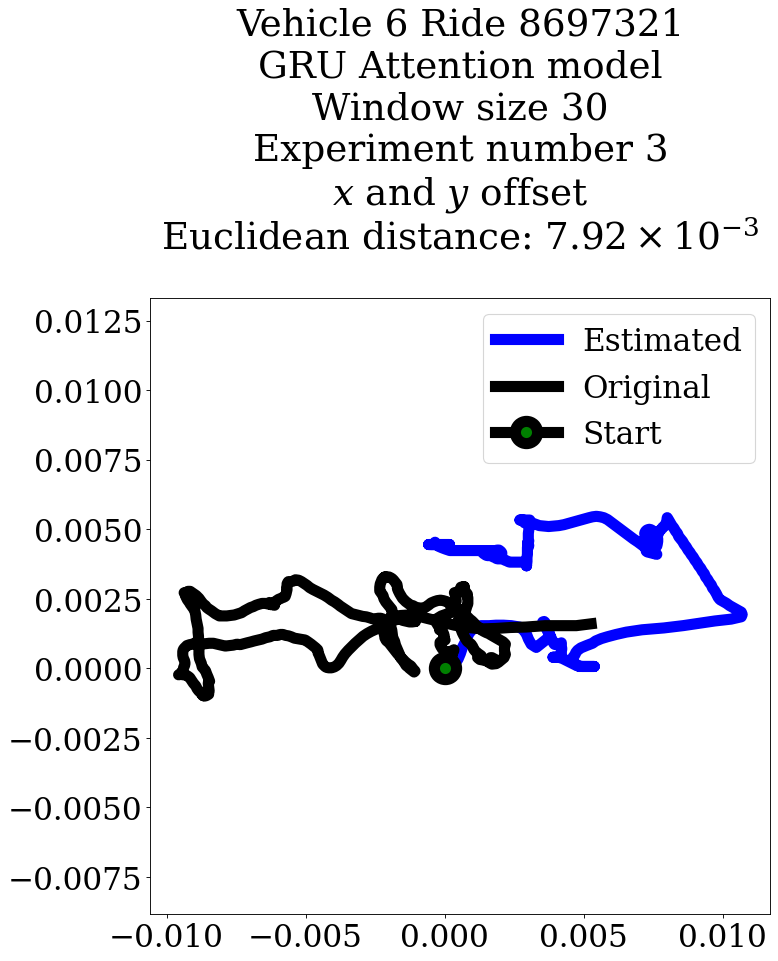 Vehicle 6 Ride 8697321
GRU Attention model
Window size 30
Experiment number 3
x and y offset
Euclidean distance: 7.92 × 10⁻³
Estimated
Original
Start
0.0125
0.0100
0.0075
0.0050
0.0025
0.0000
−0.0025
−0.0050
−0.0075
−0.010 −0.005 0.000 0.005 0.010